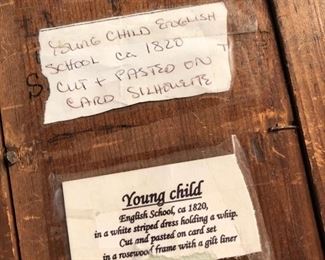 YOUNG CHILD ENGLISH
SCHOOL ca 1820
CUT + PASTED ON
CARD SILHOUETTE
Young child
English School, ca 1820,
in a white striped dress holding a whip.
Cut and pasted on card set
in a rosewood frame with a gilt liner